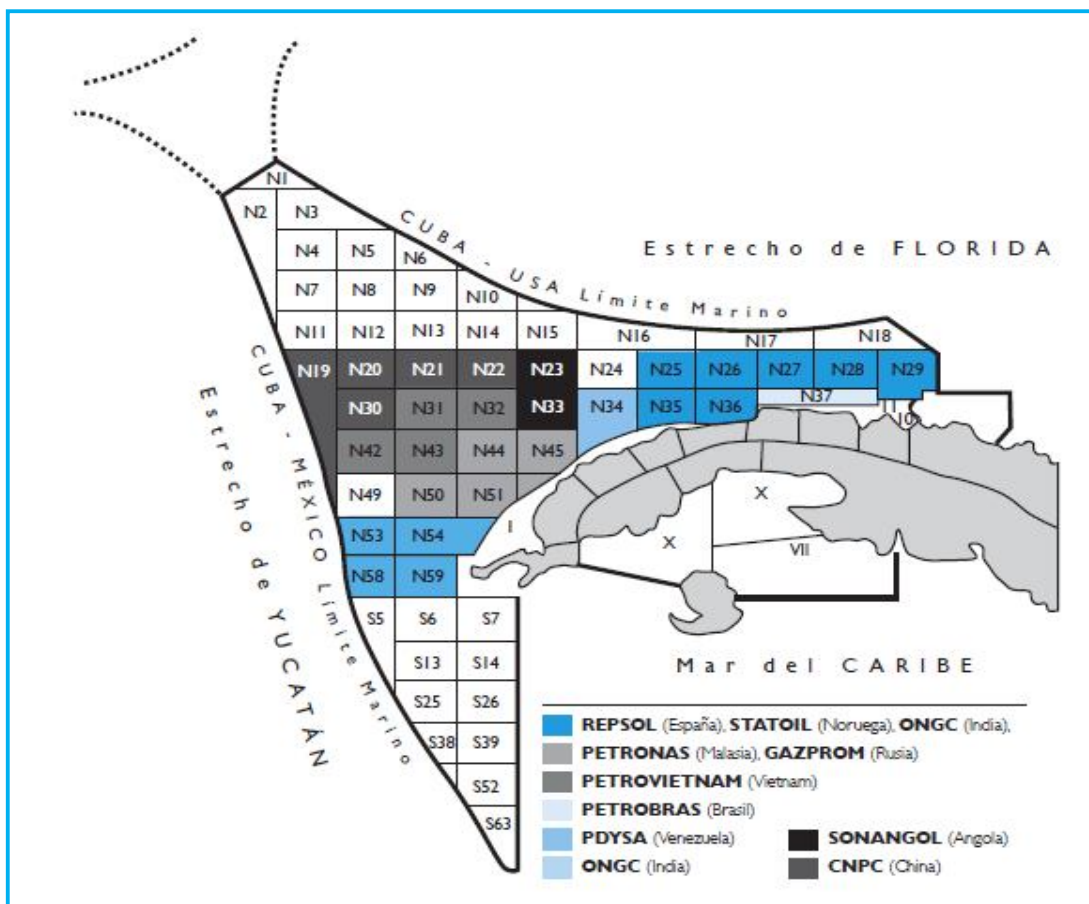 N1
N2 N3
CUBA - USA Límite Marino
Estrecho de FLORIDA
N4 N5 N6
N7 N8 N9 N10
N11 N12 N13 N14 N15 N16 N17 N18
CUBA - MÉXICO Límite Marino
Estrecho de YUCATÁN
N19 N20 N21 N22 N23 N24 N25 N26 N27 N28 N29
N30 N31 N32 N33 N34 N35 N36 N37
II 10
N42 N43 N44 N45
N49 N50 N51 I X
N53 N54 X VII
N58 N59
S5 S6 S7
S13 S14
S25 S26
S38 S39
S52
S63
Mar del CARIBE
REPSOL (España), STATOIL (Noruega), ONGC (India),
PETRONAS (Malasia), GAZPROM (Rusia)
PETROVIETNAM (Vietnam)
PETROBRAS (Brasil)
PDYSA (Venezuela)
SONANGOL (Angola)
ONGC (India)
CNPC (China)